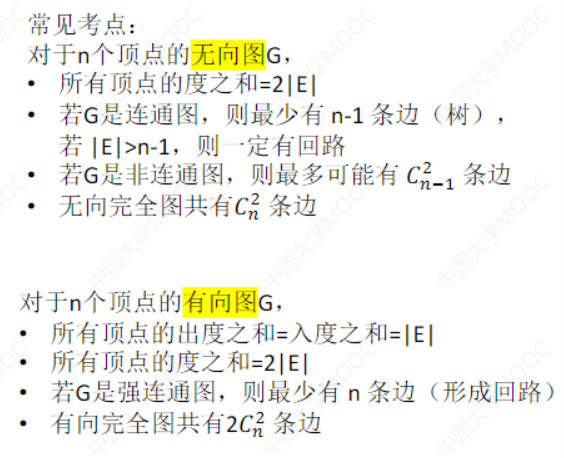 常见考点：
对于n个顶点的无向图G，
• 所有顶点的度之和=2|E|
• 若G是连通图，则最少有 n-1 条边（树），
若 |E|>n-1，则一定有回路
• 若G是非连通图，则最多可能有 $C_{n-1}^2$ 条边
• 无向完全图共有$C_n^2$ 条边
对于n个顶点的有向图G，
• 所有顶点的出度之和=入度之和=|E|
• 所有顶点的度之和=2|E|
• 若G是强连通图，则最少有 n 条边（形成回路）
• 有向完全图共有$2C_n^2$ 条边
中国大学MOOC